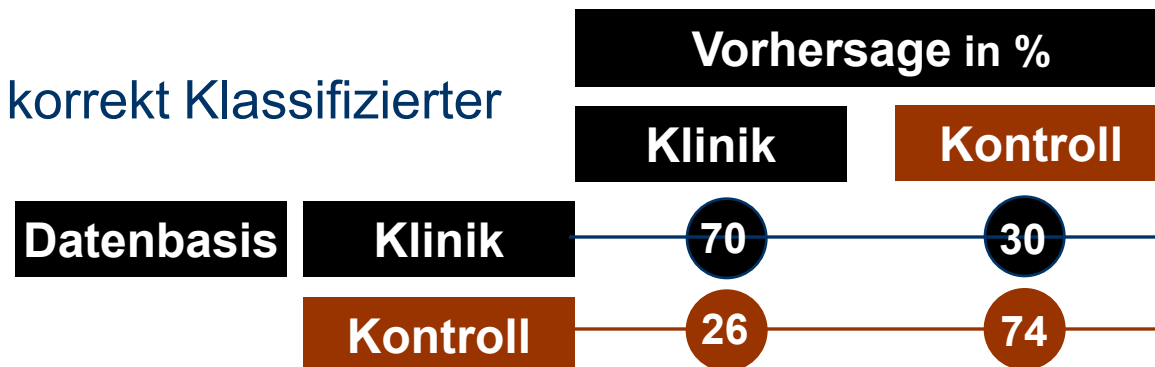 Vorhersage in %
korrekt Klassifizierter
Klinik Kontroll
Datenbasis Klinik 70 30
Kontroll 26 74